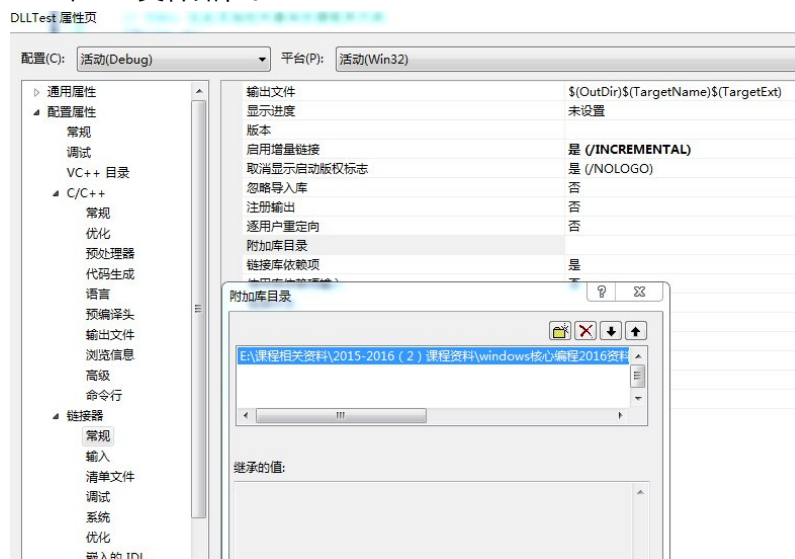 DLLTest 属性页
配置(C): 活动(Debug) 平台(P): 活动(Win32)
通用属性
配置属性
常规
调试
VC++ 目录
C/C++
常规
优化
预处理器
代码生成
语言
预编译头
输出文件
浏览信息
高级
命令行
链接器
常规
输入
清单文件
调试
系统
优化
嵌入的 IDL
输出文件 $(OutDir)$(TargetName)$(TargetExt)
显示进度 未设置
版本
启用增量链接 是 (/INCREMENTAL)
取消显示启动版权标志 是 (/NOLOGO)
忽略导入库 否
注册输出 否
逐用户重定向 否
附加库目录
链接库依赖项 是
附加库目录
E:\课程相关资料\2015-2016（2）课程资料\windows核心编程2016资料
继承的值: